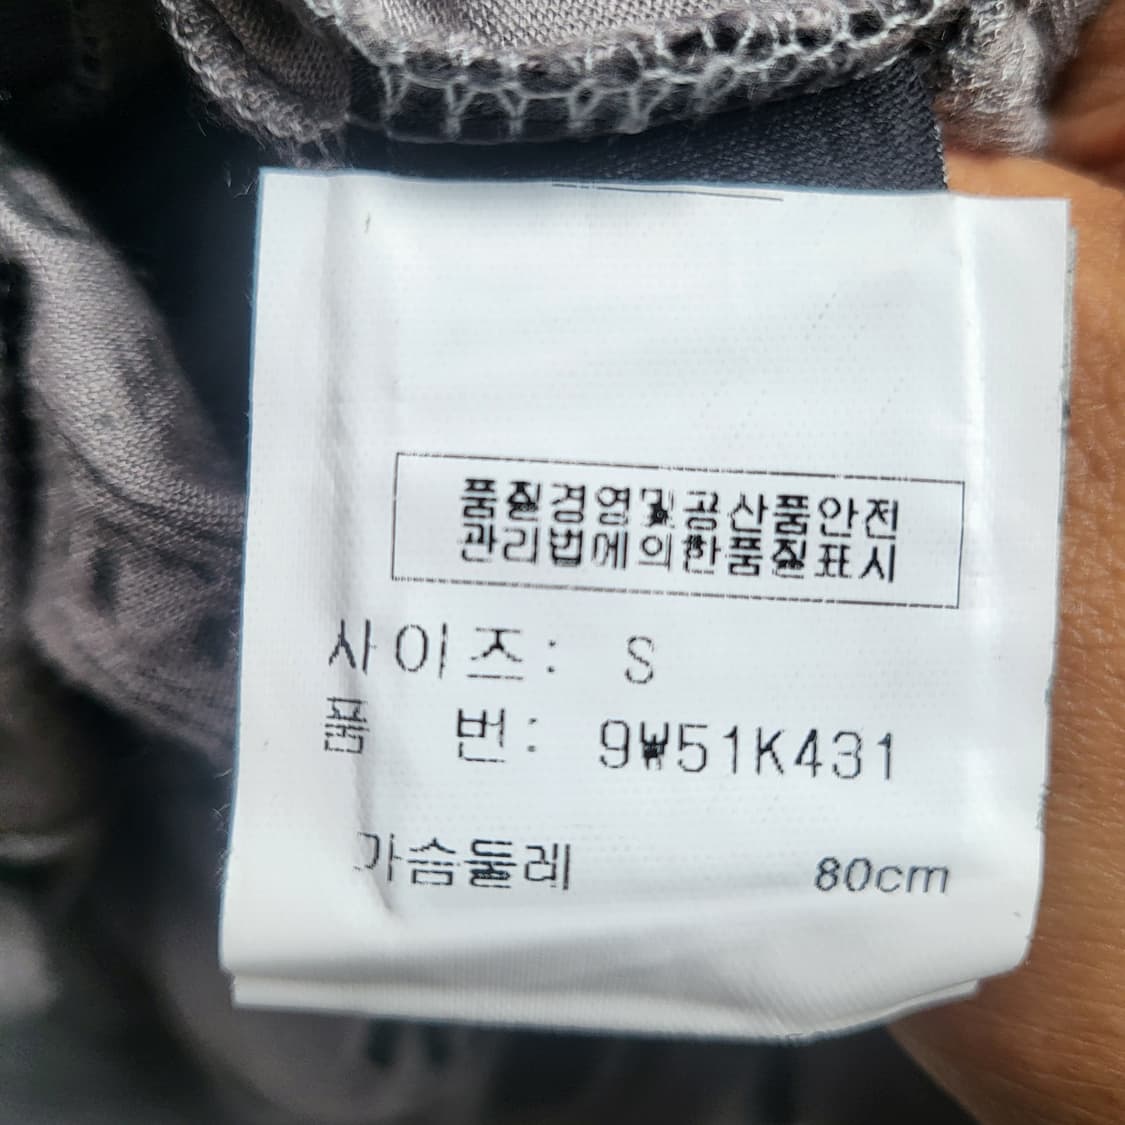 품질경영및공산품안전
관리법에의한품질표시
사이즈: S
품 번: 9W51K431
가슴둘레 80cm